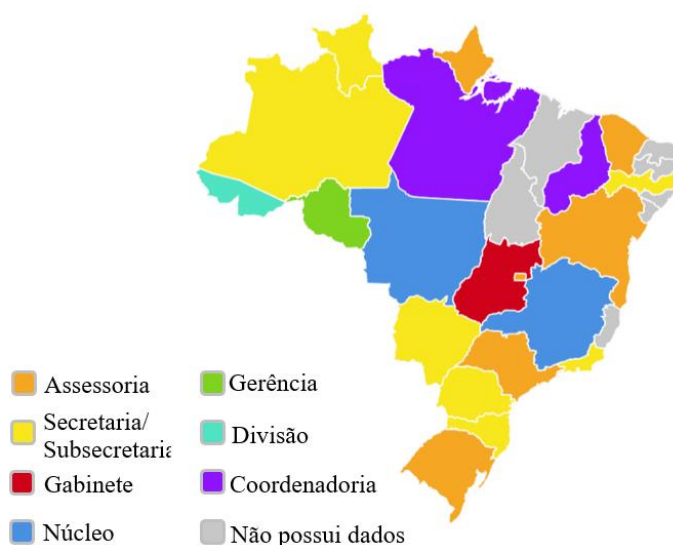 Assessoria
Secretaria/
Subsecretaria
Gabinete
Núcleo
Gerência
Divisão
Coordenadoria
Não possui dados